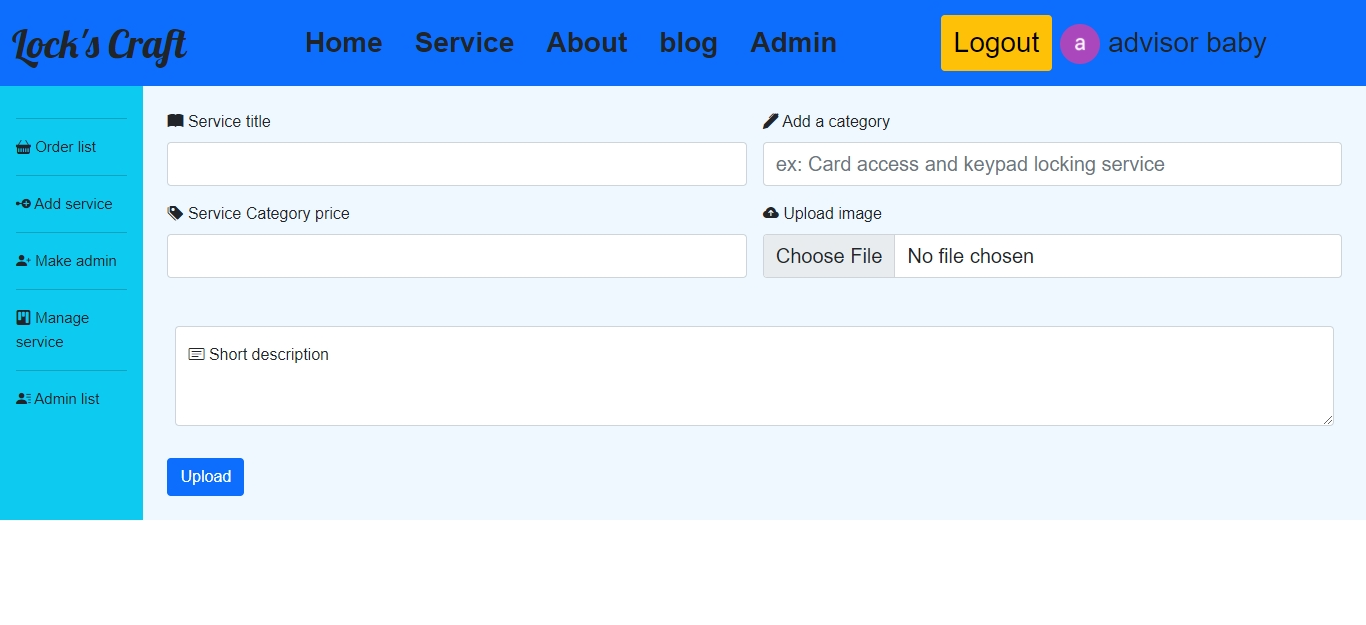 Lock's Craft
Home Service About blog Admin
Logout a advisor baby
Order list
Add service
Make admin
Manage
service
Admin list
Service title
Add a category
ex: Card access and keypad locking service
Service Category price
Upload image
Choose File No file chosen
Short description
Upload